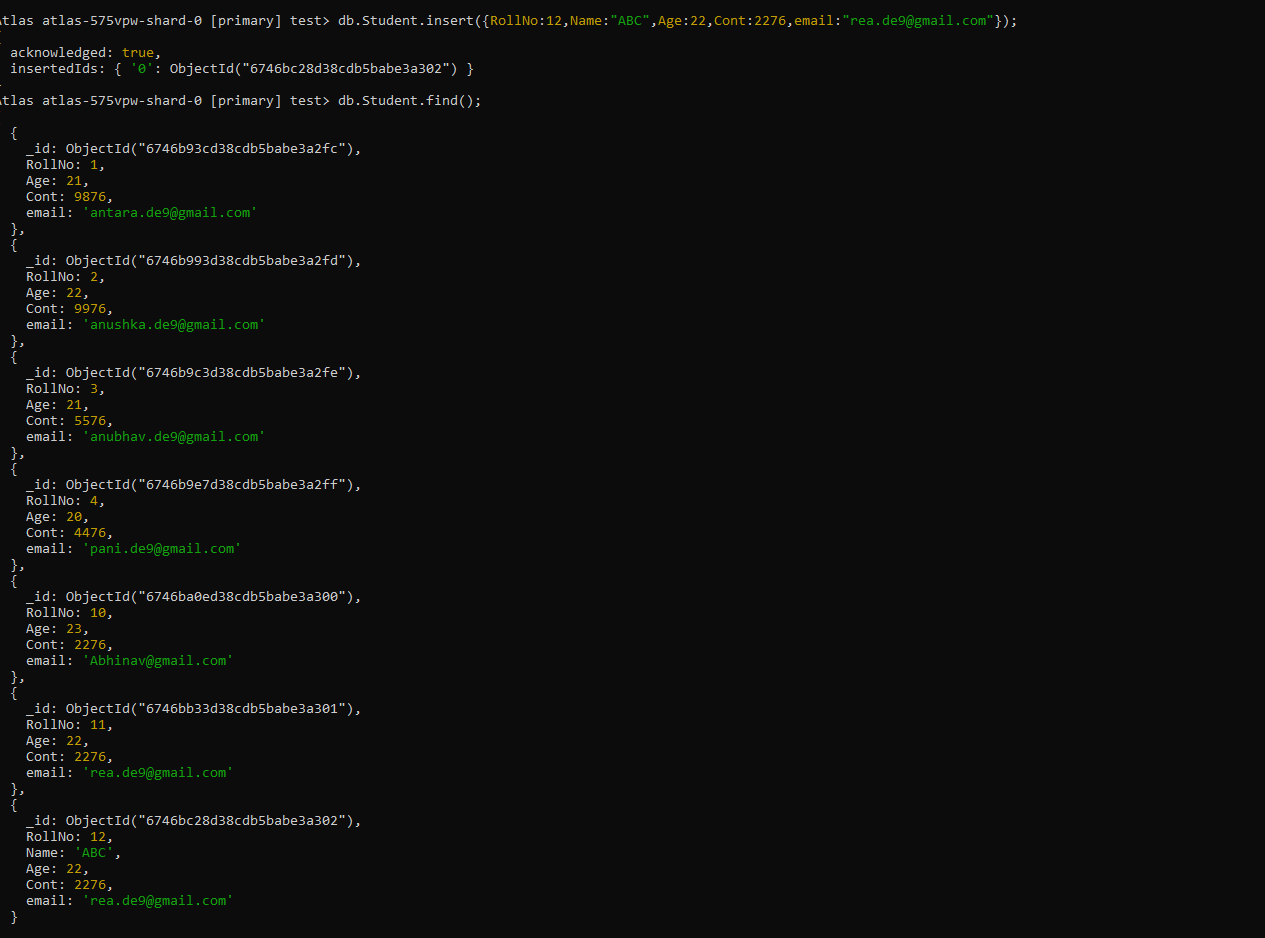 Atlas atlas-575vpw-shard-0 [primary] test> db.Student.insert({RollNo:12,Name:"ABC",Age:22,Cont:2276,email:"rea.de9@gmail.com"});
acknowledged: true,
insertedIds: { '0': ObjectId("6746bc28d38cdb5babe3a302") }
Atlas atlas-575vpw-shard-0 [primary] test> db.Student.find();
{
_id: ObjectId("6746b93cd38cdb5babe3a2fc"),
RollNo: 1,
Age: 21,
Cont: 9876,
email: 'antara.de9@gmail.com'
},
{
_id: ObjectId("6746b993d38cdb5babe3a2fd"),
RollNo: 2,
Age: 22,
Cont: 9976,
email: 'anushka.de9@gmail.com'
},
{
_id: ObjectId("6746b9c3d38cdb5babe3a2fe"),
RollNo: 3,
Age: 21,
Cont: 5576,
email: 'anubhav.de9@gmail.com'
},
{
_id: ObjectId("6746b9e7d38cdb5babe3a2ff"),
RollNo: 4,
Age: 20,
Cont: 4476,
email: 'pani.de9@gmail.com'
},
{
_id: ObjectId("6746ba0ed38cdb5babe3a300"),
RollNo: 10,
Age: 23,
Cont: 2276,
email: 'Abhinav@gmail.com'
},
{
_id: ObjectId("6746bb33d38cdb5babe3a301"),
RollNo: 11,
Age: 22,
Cont: 2276,
email: 'rea.de9@gmail.com'
},
{
_id: ObjectId("6746bc28d38cdb5babe3a302"),
RollNo: 12,
Name: 'ABC',
Age: 22,
Cont: 2276,
email: 'rea.de9@gmail.com'
}